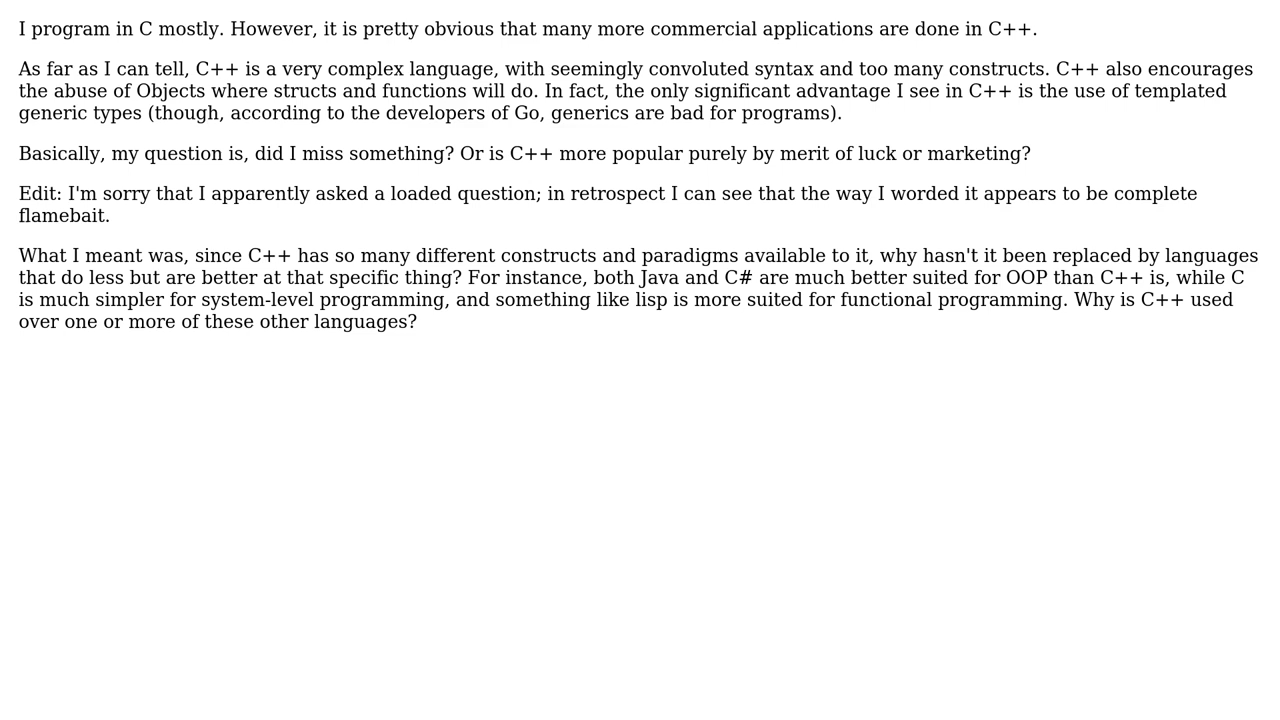 I program in C mostly. However, it is pretty obvious that many more commercial applications are done in C++.
As far as I can tell, C++ is a very complex language, with seemingly convoluted syntax and too many constructs. C++ also encourages
the abuse of Objects where structs and functions will do. In fact, the only significant advantage I see in C++ is the use of templated
generic types (though, according to the developers of Go, generics are bad for programs).
Basically, my question is, did I miss something? Or is C++ more popular purely by merit of luck or marketing?
Edit: I'm sorry that I apparently asked a loaded question; in retrospect I can see that the way I worded it appears to be complete
flamebait.
What I meant was, since C++ has so many different constructs and paradigms available to it, why hasn't it been replaced by languages
that do less but are better at that specific thing? For instance, both Java and C# are much better suited for OOP than C++ is, while C
is much simpler for system-level programming, and something like lisp is more suited for functional programming. Why is C++ used
over one or more of these other languages?